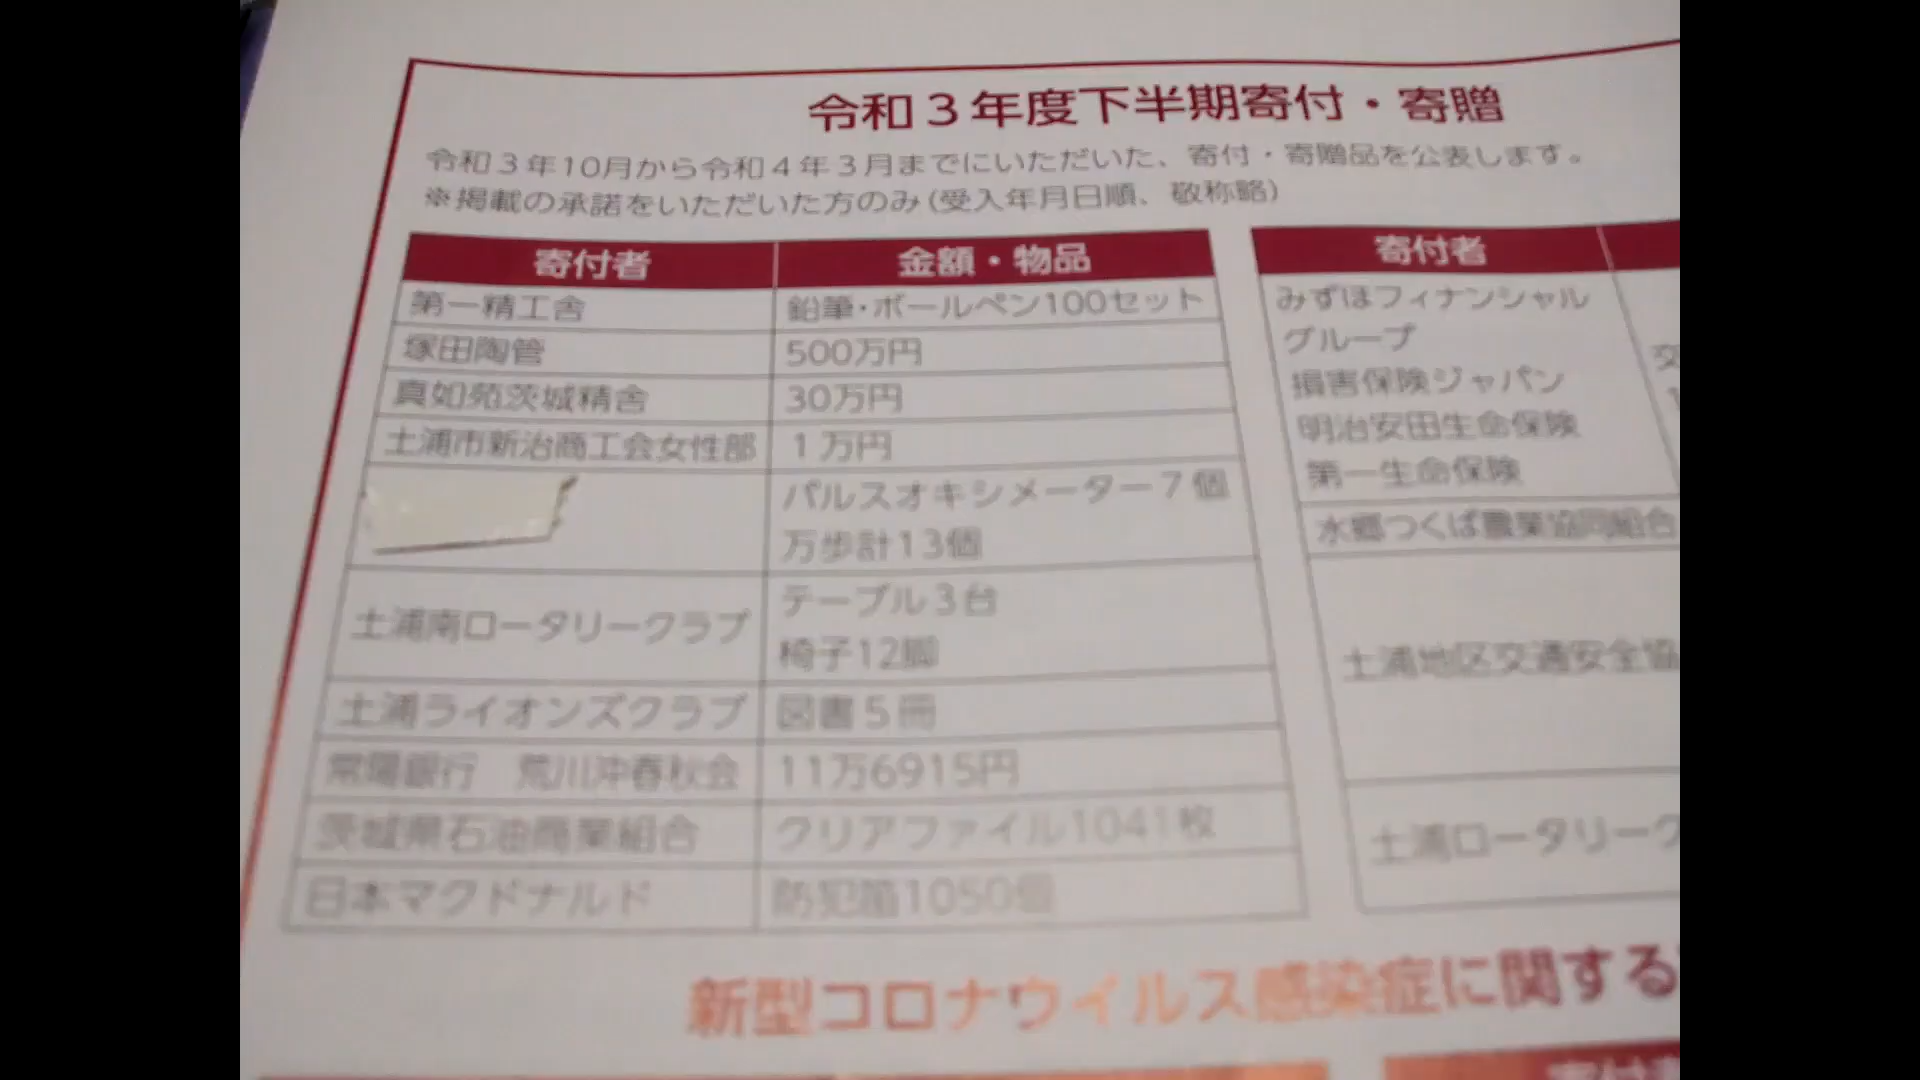 令和3年度下半期寄付・寄贈
令和3年10月から令和4年3月までにいただいた、寄付・寄贈品を公表します。
※掲載の承諾をいただいた方のみ(受入年月日順、敬称略)
寄付者 金額・物品
第一精工舎 鉛筆・ボールペン100セット
塚田陶管 500万円
真如苑茨城精舎 30万円
土浦市新治商工会女性部 1万円
パルスオキシメーター7個
万歩計13個
土浦南ロータリークラブ
テーブル3台
椅子12脚
土浦ライオンズクラブ 図書5冊
常陽銀行 荒川沖春秋会 11万6915円
茨城県石油商業組合 クリアファイル1041枚
日本マクドナルド 防犯笛1050個
寄付者
みずほフィナンシャル
グループ
損害保険ジャパン
明治安田生命保険
第一生命保険
交
水郷つくば農業協同組合
土浦地区交通安全協
土浦ロータリーク
新型コロナウイルス感染症に関する
寄付者